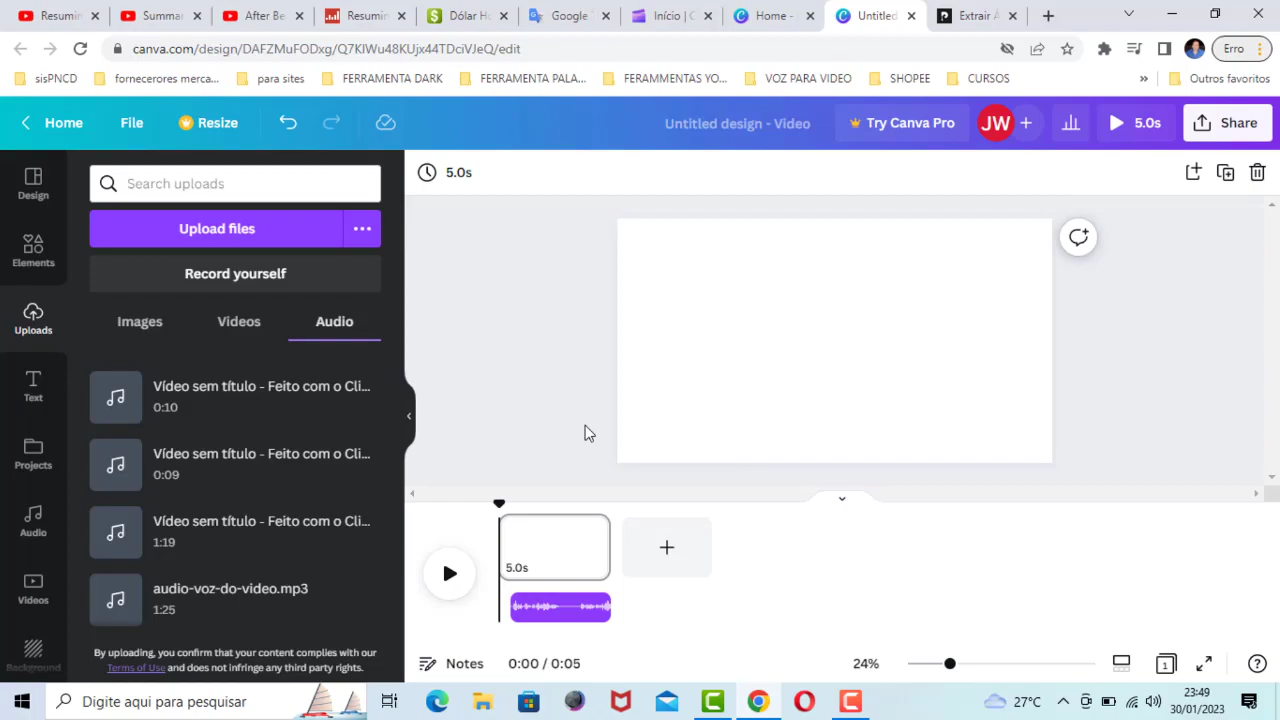 Resumin
Summar
After Be
Resumin
Dólar H
Google
Início | C
Home -
Untitled
Extrair A
canva.com/design/DAFZMuFODxg/Q7KlWu48KUjx44TDciVJeQ/edit
Erro
sisPNCD
fornecerores merca...
para sites
FERRAMENTA DARK
FERRAMENTA PALA...
FERAMMENTAS YO...
VOZ PARA VIDEO
SHOPEE
CURSOS
»
Outros favoritos
Home
File
Resize
Untitled design - Video
Try Canva Pro
JW
5.0s
Share
Design
Elements
Uploads
Text
Projects
Audio
Videos
Background
Search uploads
Upload files
Record yourself
Images
Videos
Audio
Vídeo sem título - Feito com o Cli...
0:10
Vídeo sem título - Feito com o Cli...
0:09
Vídeo sem título - Feito com o Cli...
1:19
audio-voz-do-video.mp3
1:25
By uploading, you confirm that your content complies with our
Terms of Use and does not infringe any third party rights.
5.0s
5.0s
Notes
0:00 / 0:05
24%
1
Digite aqui para pesquisar
27°C
23:49
30/01/2023